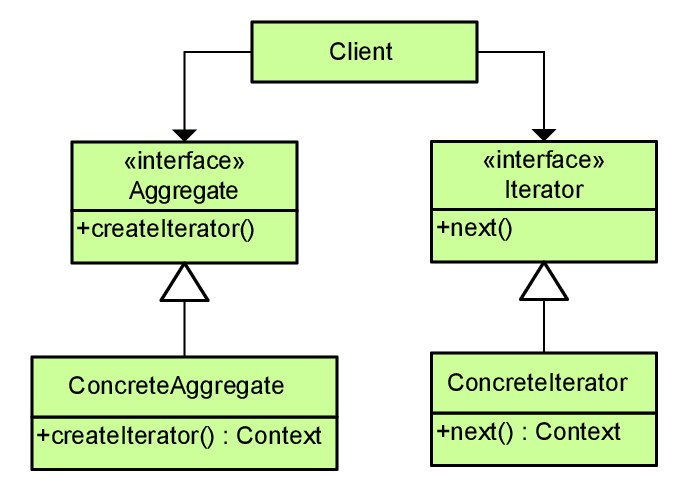 Client
«interface»
Aggregate
+createIterator()
«interface»
Iterator
+next()
ConcreteAggregate
+createIterator() : Context
ConcreteIterator
+next() : Context